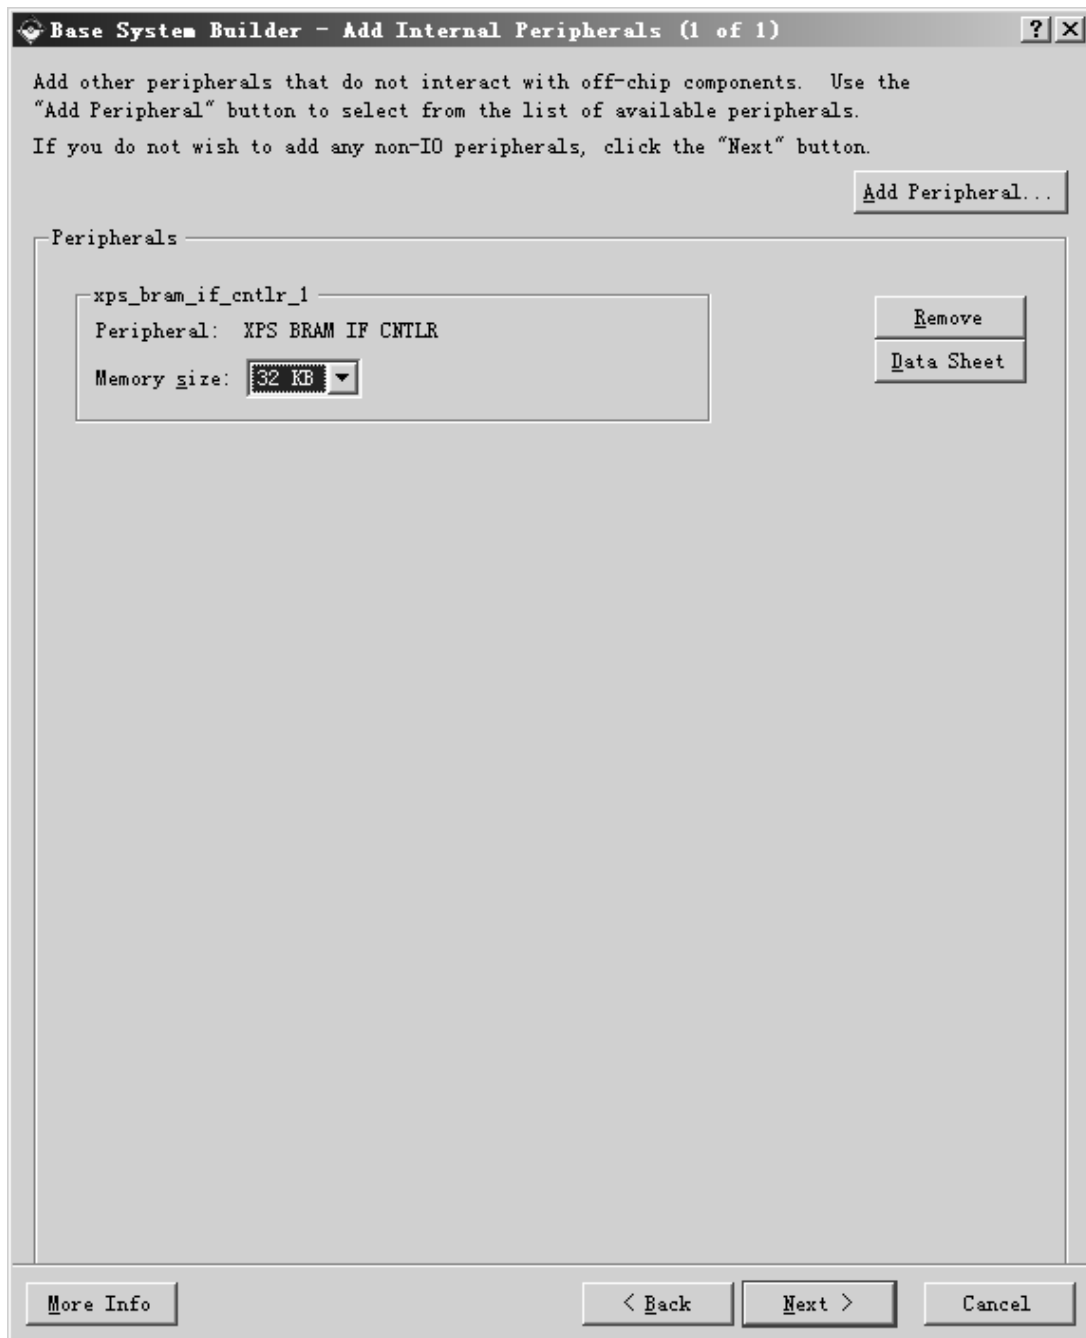 Base System Builder - Add Internal Peripherals (1 of 1)
Add other peripherals that do not interact with off-chip components.  Use the
"Add Peripheral" button to select from the list of available peripherals.
If you do not wish to add any non-IO peripherals, click the "Next" button.
Add Peripheral...
Peripherals
xps_bram_if_cntlr_1
Peripheral:  XPS BRAM IF CNTLR
Memory size: 32 KB
Remove
Data Sheet
More Info
< Back
Next >
Cancel